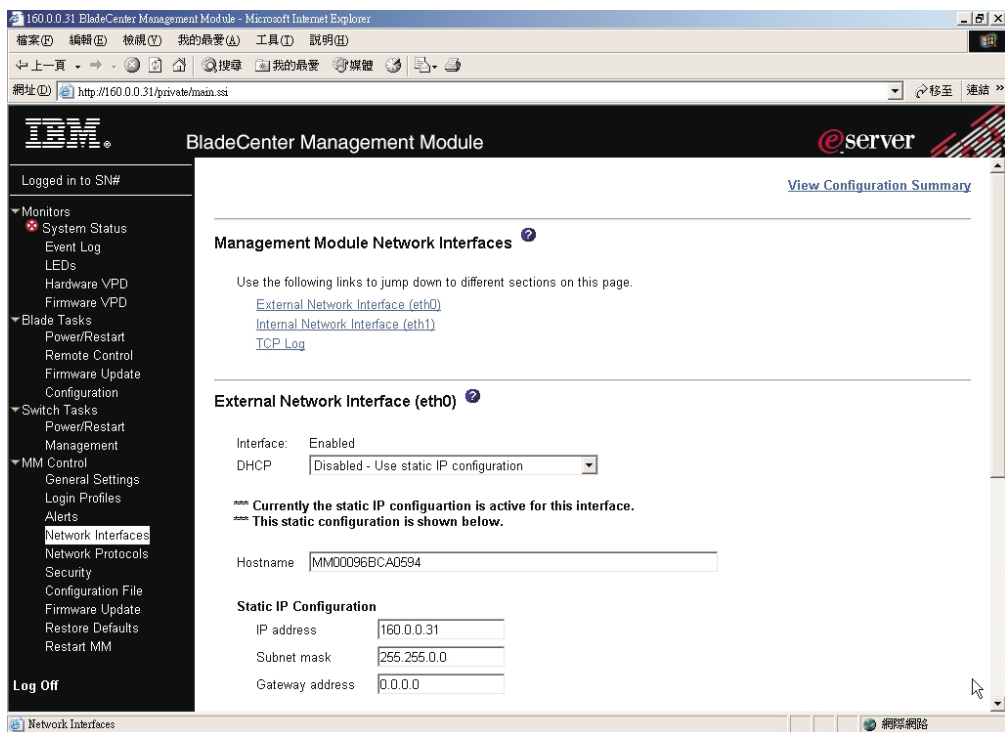 160.0.0.31 BladeCenter Management Module - Microsoft Internet Explorer
檔案(F) 編輯(E) 檢視(V) 我的最愛(A) 工具(T) 說明(H)
上一頁 搜尋 我的最愛 媒體
網址(D) http://160.0.0.31/private/main.ssi 移至 連結 »
IBM. BladeCenter Management Module eserver
Logged in to SN#
Monitors
System Status
Event Log
LEDs
Hardware VPD
Firmware VPD
Blade Tasks
Power/Restart
Remote Control
Firmware Update
Configuration
Switch Tasks
Power/Restart
Management
MM Control
General Settings
Login Profiles
Alerts
Network Interfaces
Network Protocols
Security
Configuration File
Firmware Update
Restore Defaults
Restart MM
Log Off
View Configuration Summary
Management Module Network Interfaces ?
Use the following links to jump down to different sections on this page.
External Network Interface (eth0)
Internal Network Interface (eth1)
TCP Log
External Network Interface (eth0) ?
Interface: Enabled
DHCP Disabled - Use static IP configuration
*** Currently the static IP configuartion is active for this interface.
*** This static configuration is shown below.
Hostname MM00096BCA0594
Static IP Configuration
IP address 160.0.0.31
Subnet mask 255.255.0.0
Gateway address 0.0.0.0
Network Interfaces 網際網路